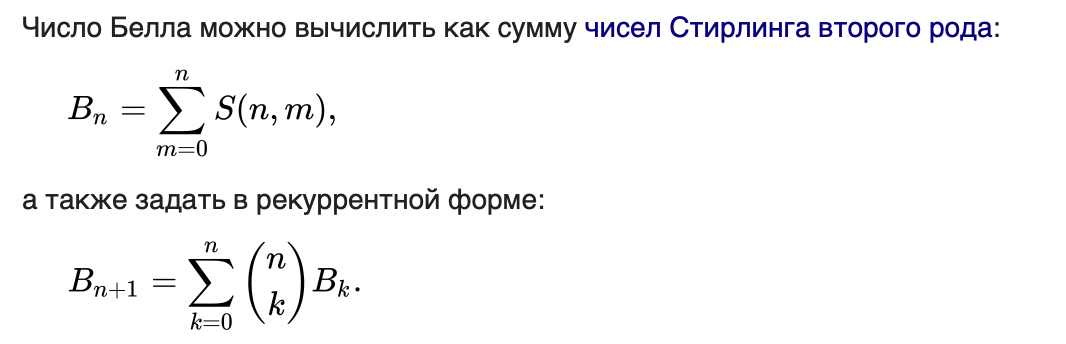 Число Белла можно вычислить как сумму чисел Стирлинга второго рода:
$B_n = \sum_{m=0}^{n} S(n, m),$
а также задать в рекуррентной форме:
$B_{n+1} = \sum_{k=0}^{n} \binom{n}{k} B_k.$